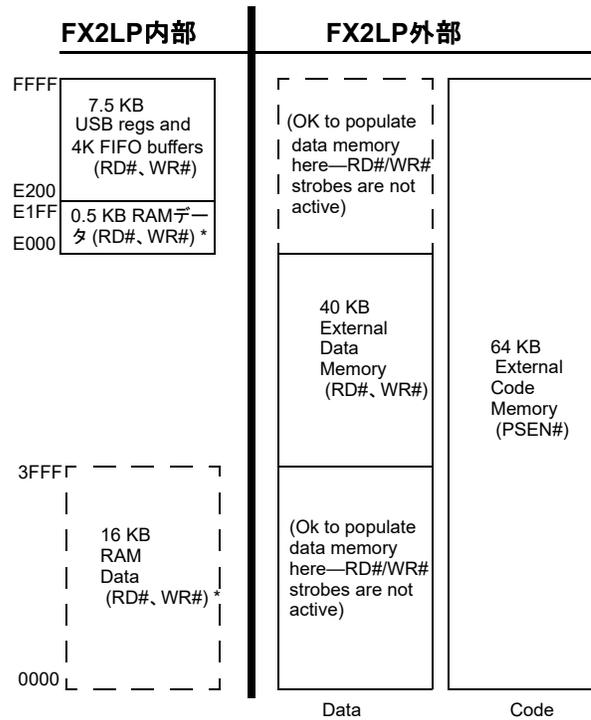 FX2LP内部
FX2LP外部
FFFF
7.5 KB
USB regs and
4K FIFO buffers
(RD#、WR#)
E200
E1FF
0.5 KB RAMデー
タ (RD#、WR#) *
E000
(OK to populate
data memory
here—RD#/WR#
strobes are not
active)
40 KB
External
Data
Memory
(RD#、WR#)
64 KB
External
Code
Memory
(PSEN#)
3FFF
16 KB
RAM
Data
(RD#、WR#) *
(Ok to populate
data memory
here—RD#/WR#
strobes are not
active)
0000
Data
Code